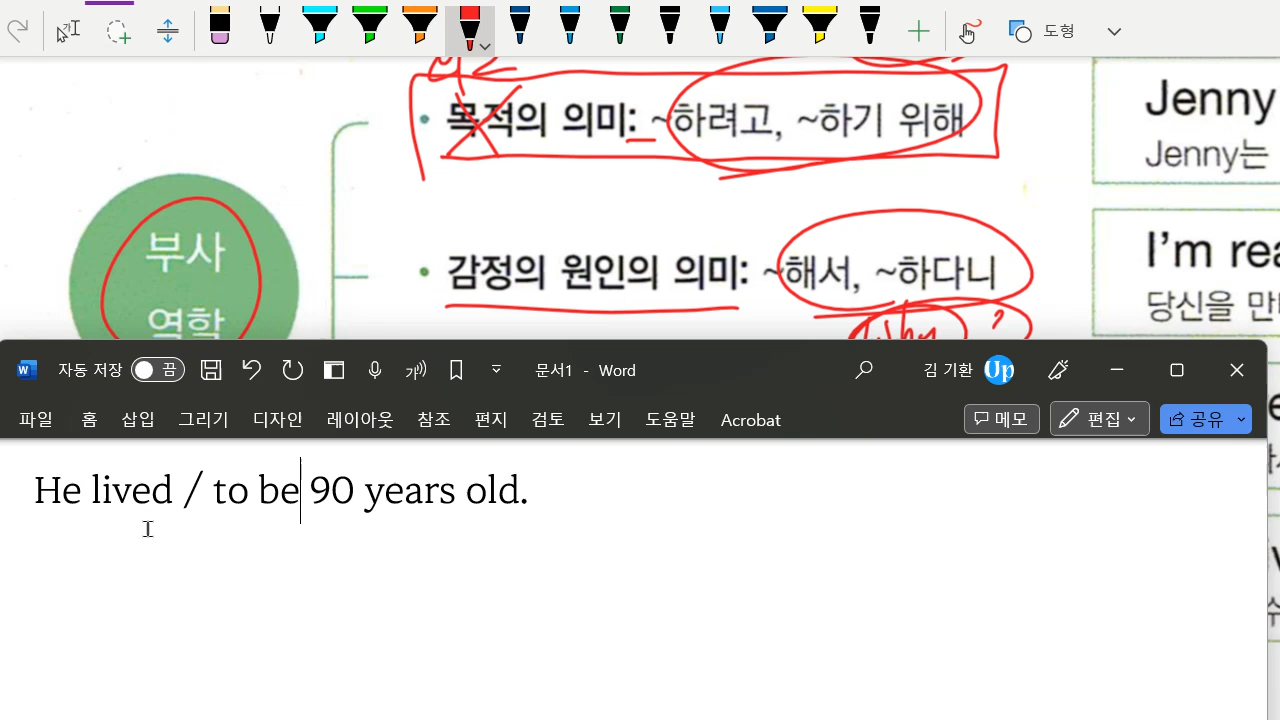 도형
• 목적의 의미: ~하려고, ~하기 위해
Jenny
Jenny는
부사
역할
• 감정의 원인의 의미: ~해서, ~하다니
I'm rea
당신을 만
why ?
자동 저장 끔
가))
문서1 - Word
김 기환
Up
파일 홈 삽입 그리기 디자인 레이아웃 참조 편지 검토 보기 도움말 Acrobat
메모 편집 공유
He lived / to be 90 years old.